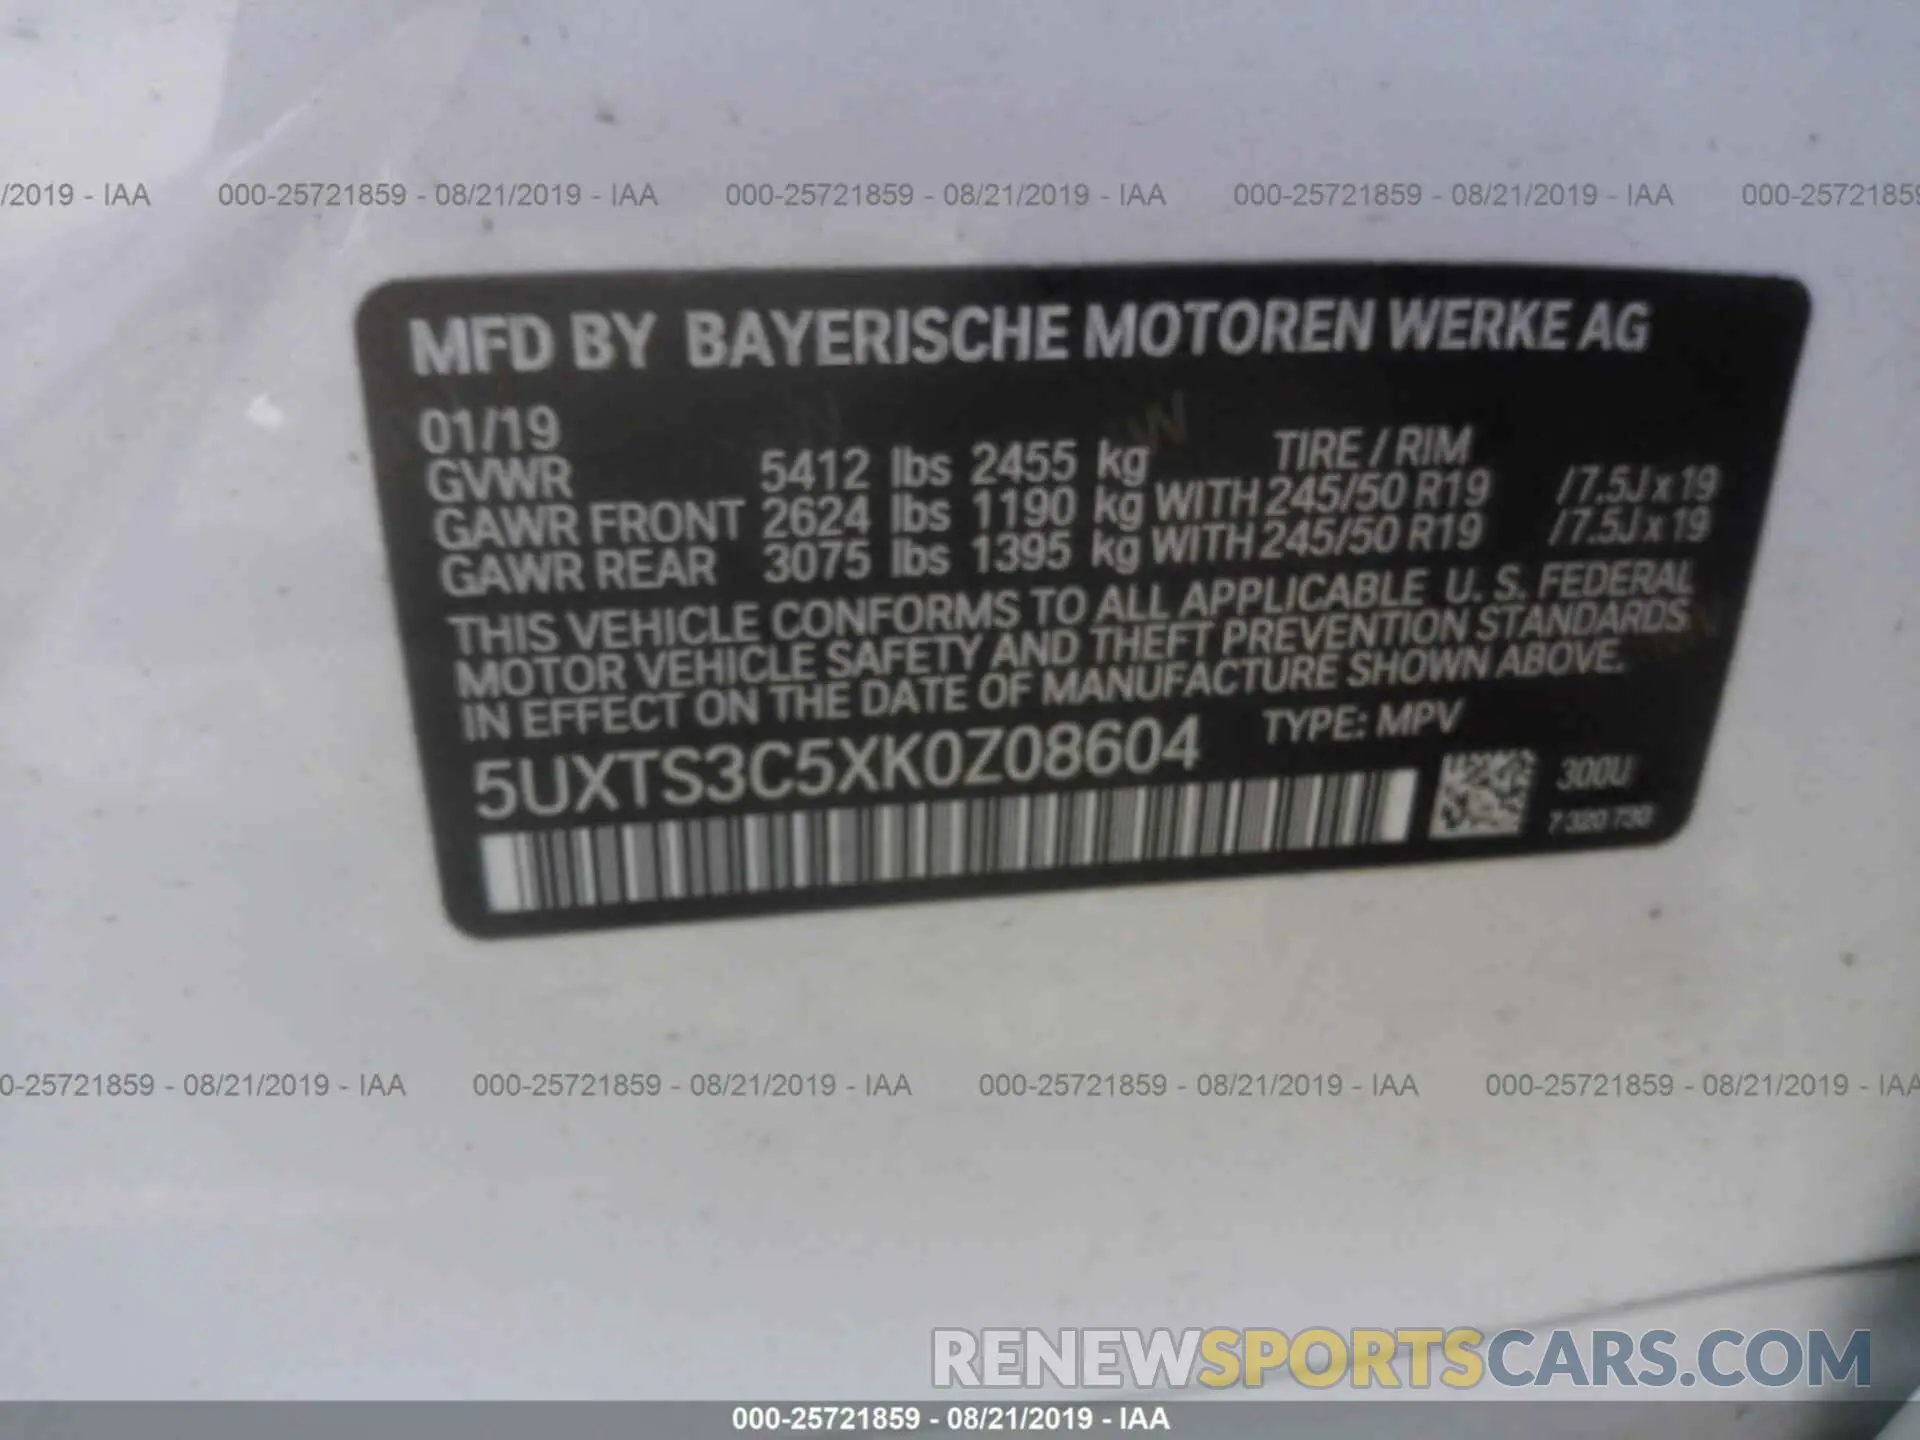 /2019 - IAA 000-25721859 - 08/21/2019 - IAA 000-25721859 - 08/21/2019 - IAA 000-25721859 - 08/21/2019 - IAA 000-25721859
MFD BY BAYERISCHE MOTOREN WERKE AG
01/19 TIRE / RIM
GVWR 5412 lbs 2455 kg
GAWR FRONT 2624 lbs 1190 kg WITH 245/50 R19 /7.5J x 19
GAWR REAR 3075 lbs 1395 kg WITH 245/50 R19 /7.5J x 19
THIS VEHICLE CONFORMS TO ALL APPLICABLE U. S. FEDERAL
MOTOR VEHICLE SAFETY AND THEFT PREVENTION STANDARDS
IN EFFECT ON THE DATE OF MANUFACTURE SHOWN ABOVE.
5UXTS3C5XK0Z08604 TYPE: MPV
300U
7 320 730
0-25721859 - 08/21/2019 - IAA 000-25721859 - 08/21/2019 - IAA 000-25721859 - 08/21/2019 - IAA 000-25721859 - 08/21/2019 - IAA
RENEWSPORTSCARS.COM
000-25721859 - 08/21/2019 - IAA